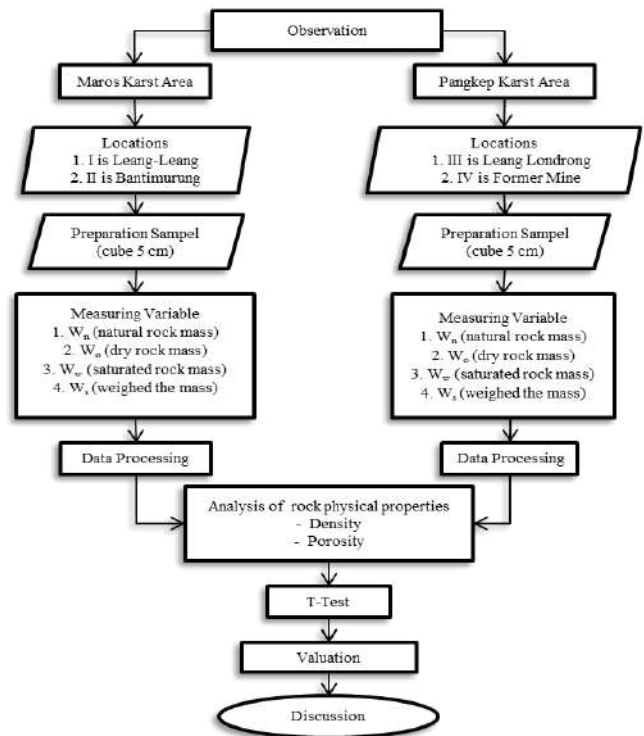 Observation
Maros Karst Area
Locations
1. I is Leang-Leang
2. II is Bantimurung
Preparation Sampel
(cube 5 cm)
Measuring Variable
1. Wₙ (natural rock mass)
2. Wₒ (dry rock mass)
3. W_w (saturated rock mass)
4. Wₛ (weighed the mass)
Data Processing
Pangkep Karst Area
Locations
1. III is Leang Londrong
2. IV is Former Mine
Preparation Sampel
(cube 5 cm)
Measuring Variable
1. Wₙ (natural rock mass)
2. Wₒ (dry rock mass)
3. W_w (saturated rock mass)
4. Wₛ (weighed the mass)
Data Processing
Analysis of rock physical properties
- Density
- Porosity
T-Test
Valuation
Discussion